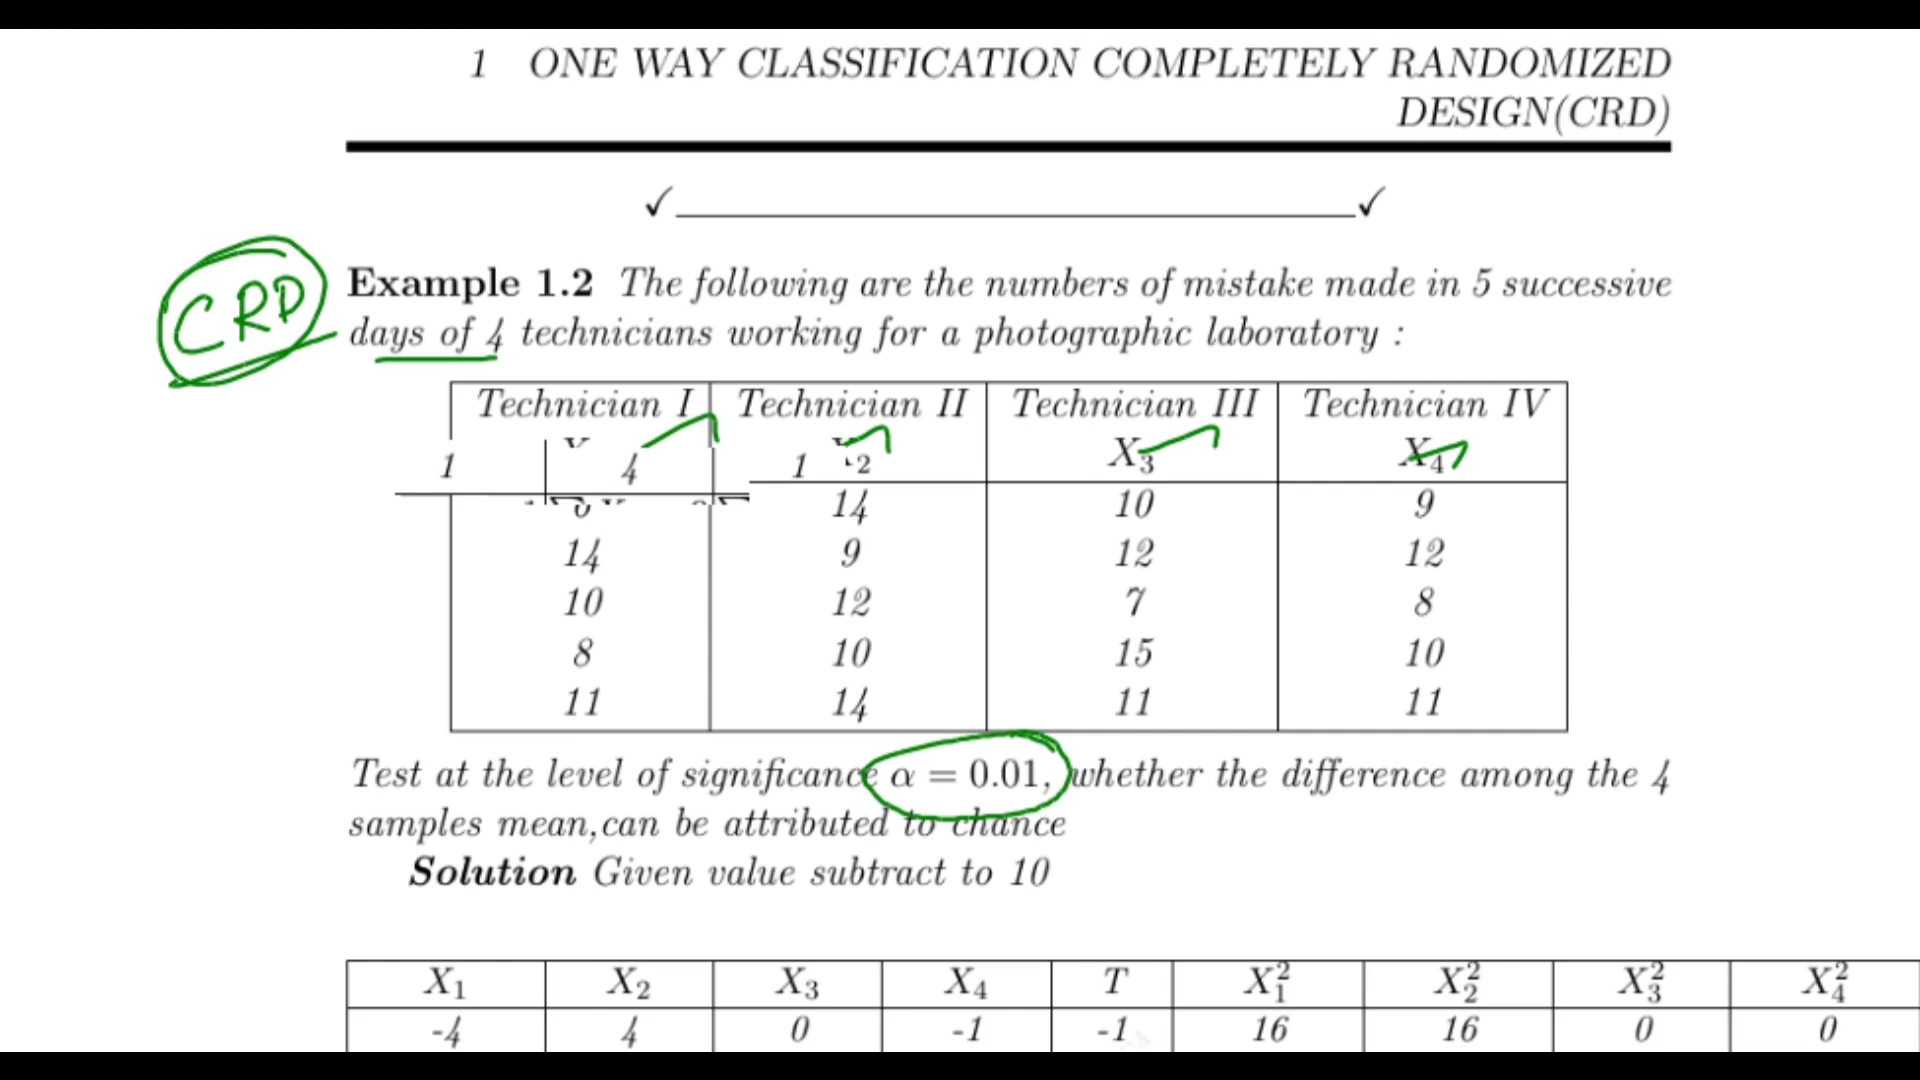 1 ONE WAY CLASSIFICATION COMPLETELY RANDOMIZED
DESIGN(CRD)
✓ ✓
CRD
Example 1.2 The following are the numbers of mistake made in 5 successive
days of 4 technicians working for a photographic laboratory :
Technician I Technician II Technician III Technician IV
X₃ X₄
1 4 1 2
14 10 9
14 9 12 12
10 12 7 8
8 10 15 10
11 14 11 11
Test at the level of significance α = 0.01, whether the difference among the 4
samples mean,can be attributed to chance
Solution Given value subtract to 10
X₁ X₂ X₃ X₄ T X₁² X₂² X₃² X₄²
-4 4 0 -1 -1 16 16 0 0